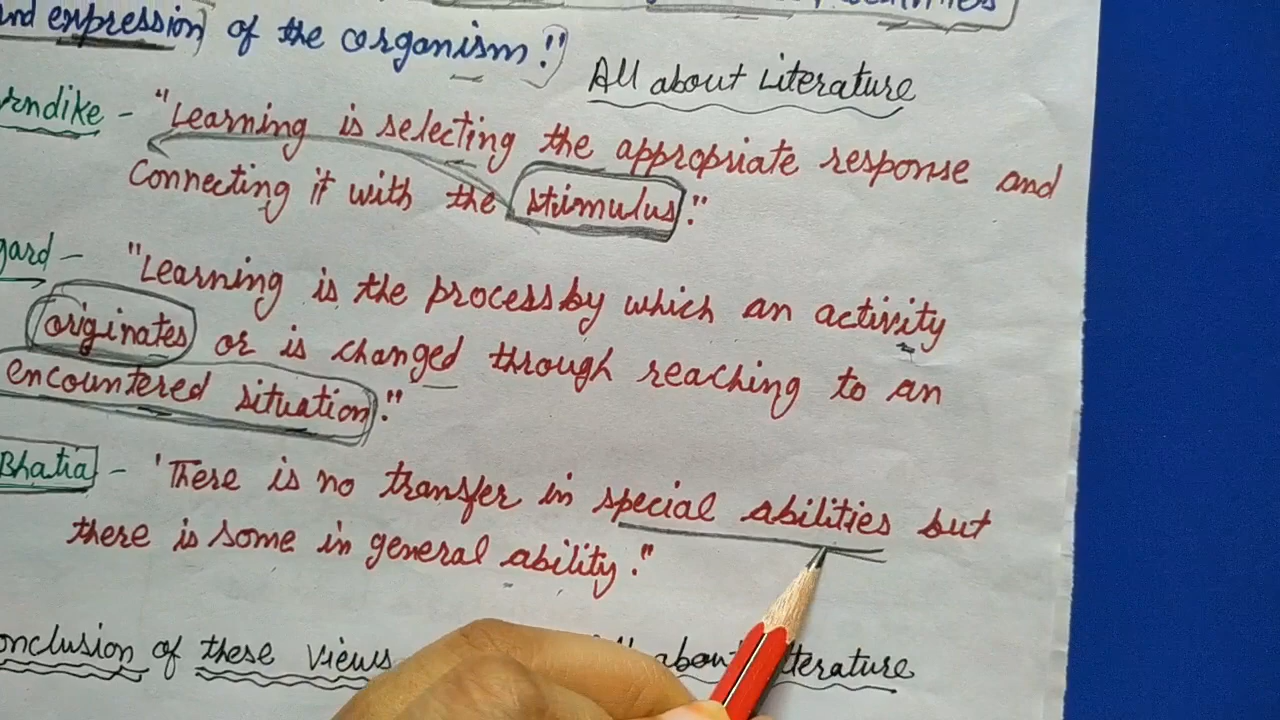 and expression of the organism."
All about Literature
rndike - "Learning is selecting the appropriate response and
Connecting it with the stimulus."
gard - "Learning is the process by which an activity
originates or is changed through reaching to an
encountered situation."
Bhatia - 'There is no transfer in special abilities but
there is some in general ability."
onclusion of these views
about Literature